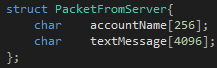 struct PacketFromServer{
    char    accountName[256];
    char    textMessage[4096];
};